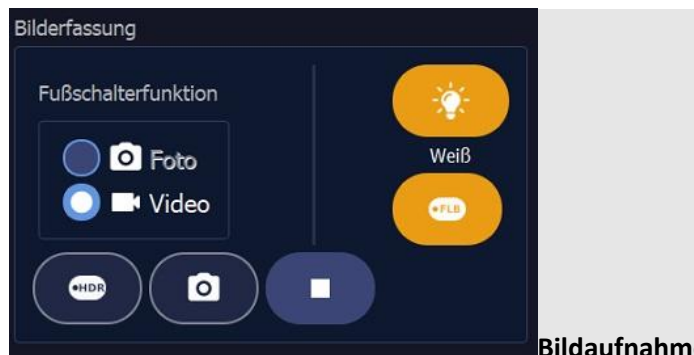 Bilderfassung
Fußschalterfunktion
Foto
Weiß
Video
•FLB
•HDR
Bildaufnahm